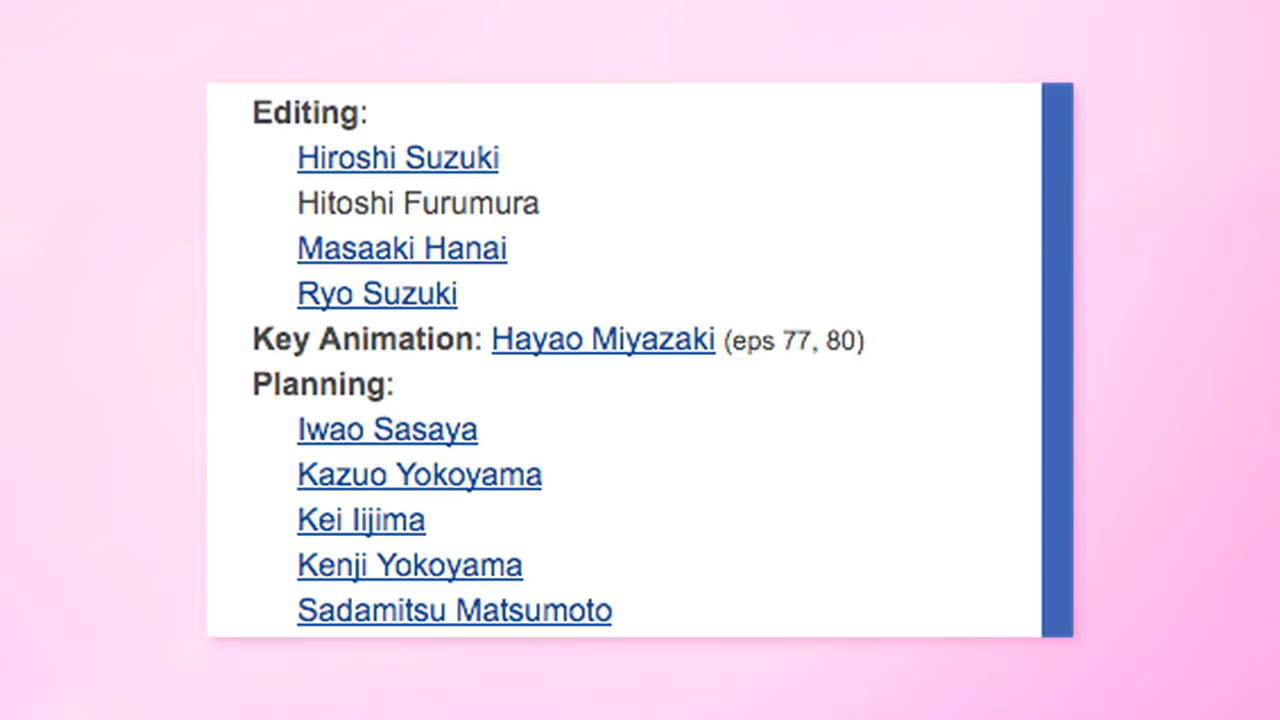 Editing:
Hiroshi Suzuki
Hitoshi Furumura
Masaaki Hanai
Ryo Suzuki
Key Animation: Hayao Miyazaki (eps 77, 80)
Planning:
Iwao Sasaya
Kazuo Yokoyama
Kei Iijima
Kenji Yokoyama
Sadamitsu Matsumoto